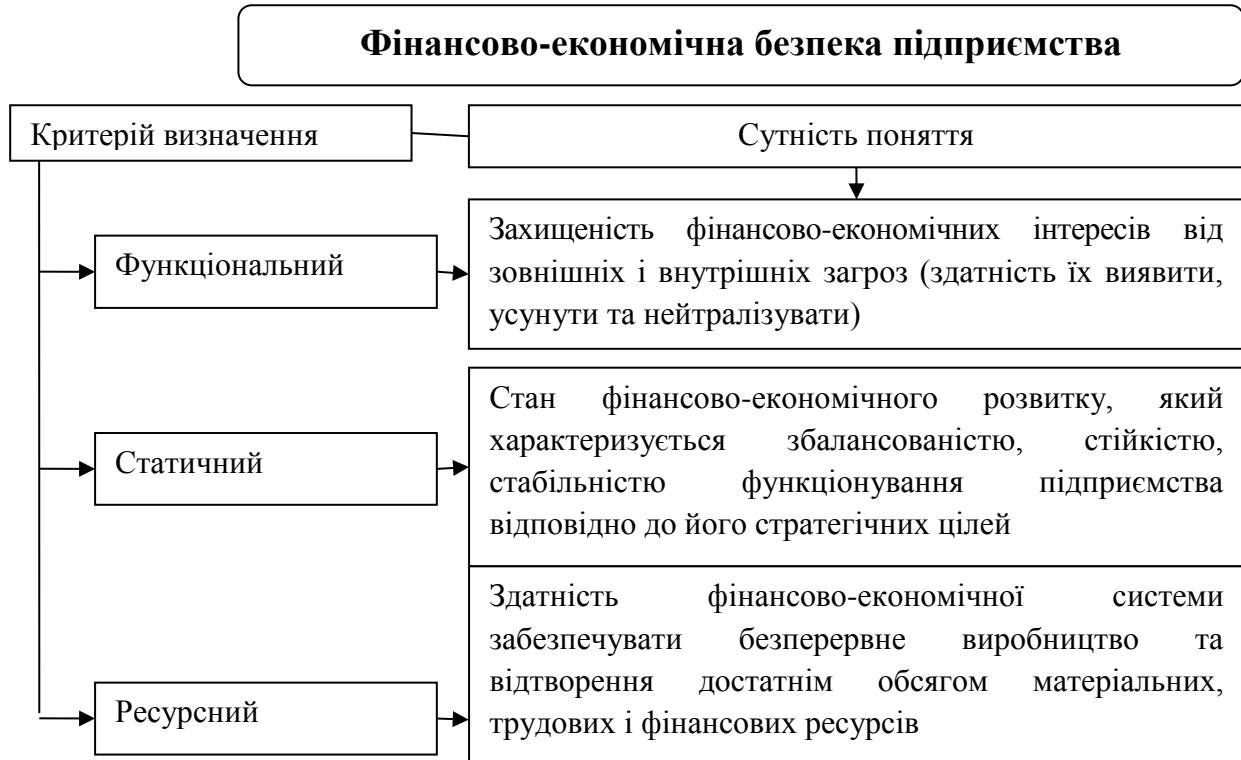 Фінансово-економічна безпека підприємства
Критерій визначення
Сутність поняття
Функціональний
Захищеність фінансово-економічних інтересів від
зовнішніх і внутрішніх загроз (здатність їх виявити,
усунути та нейтралізувати)
Статичний
Стан фінансово-економічного розвитку, який
характеризується збалансованістю, стійкістю,
стабільністю функціонування підприємства
відповідно до його стратегічних цілей
Ресурсний
Здатність фінансово-економічної системи
забезпечувати безперервне виробництво та
відтворення достатнім обсягом матеріальних,
трудових і фінансових ресурсів